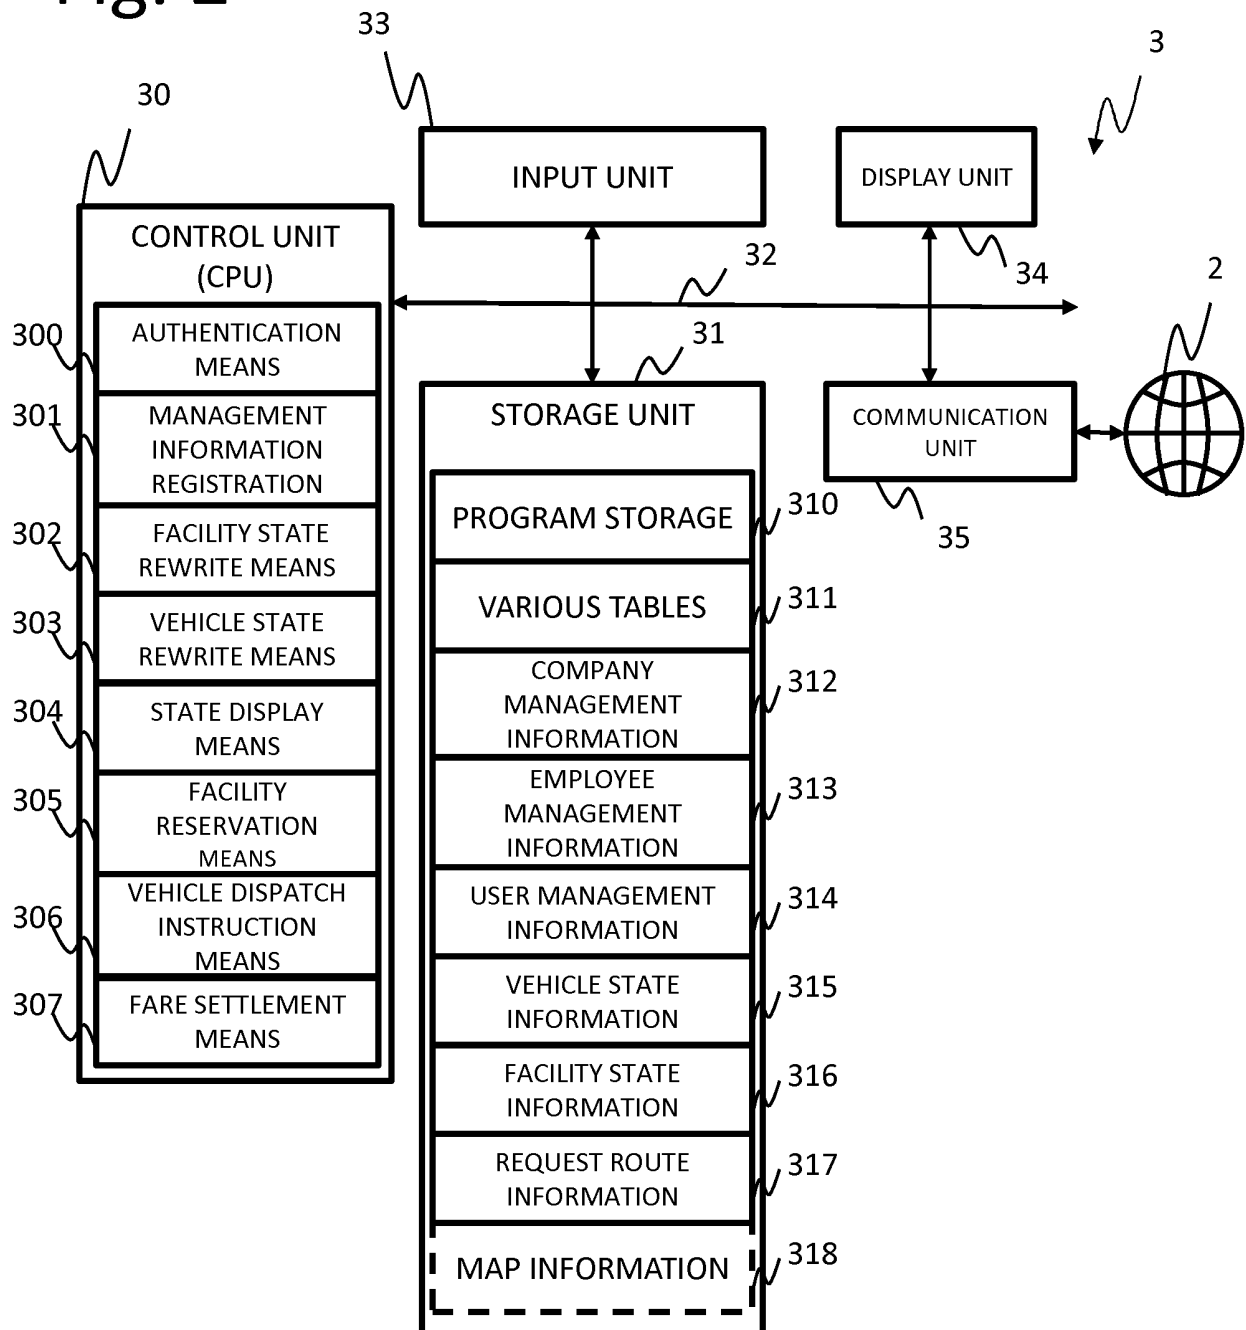 33
3
30
INPUT UNIT
DISPLAY UNIT
CONTROL UNIT
(CPU)
32
34
2
300
AUTHENTICATION
MEANS
31
301
MANAGEMENT
INFORMATION
REGISTRATION
STORAGE UNIT
COMMUNICATION
UNIT
35
302
FACILITY STATE
REWRITE MEANS
303
VEHICLE STATE
REWRITE MEANS
304
STATE DISPLAY
MEANS
305
FACILITY
RESERVATION
MEANS
306
VEHICLE DISPATCH
INSTRUCTION
MEANS
307
FARE SETTLEMENT
MEANS
PROGRAM STORAGE
310
VARIOUS TABLES
311
COMPANY
MANAGEMENT
INFORMATION
312
EMPLOYEE
MANAGEMENT
INFORMATION
313
USER MANAGEMENT
INFORMATION
314
VEHICLE STATE
INFORMATION
315
FACILITY STATE
INFORMATION
316
REQUEST ROUTE
INFORMATION
317
MAP INFORMATION
318